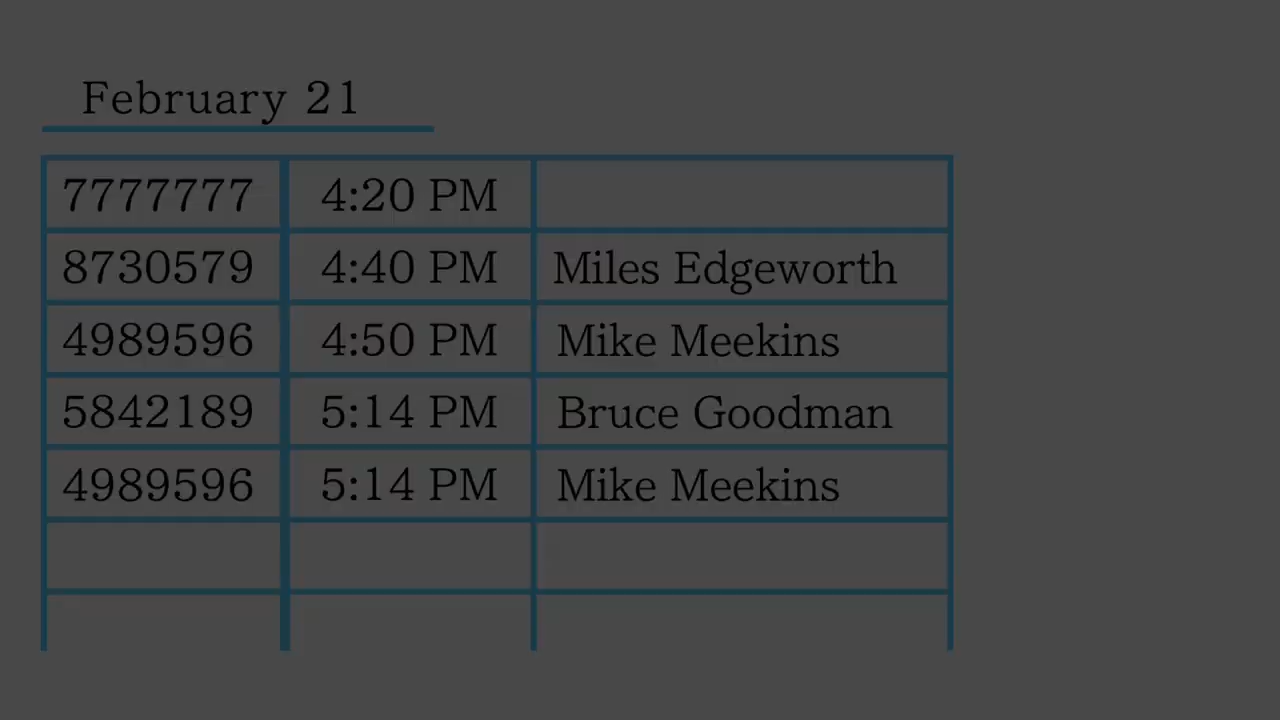 February 21
7777777 4:20 PM
8730579 4:40 PM Miles Edgeworth
4989596 4:50 PM Mike Meekins
5842189 5:14 PM Bruce Goodman
4989596 5:14 PM Mike Meekins